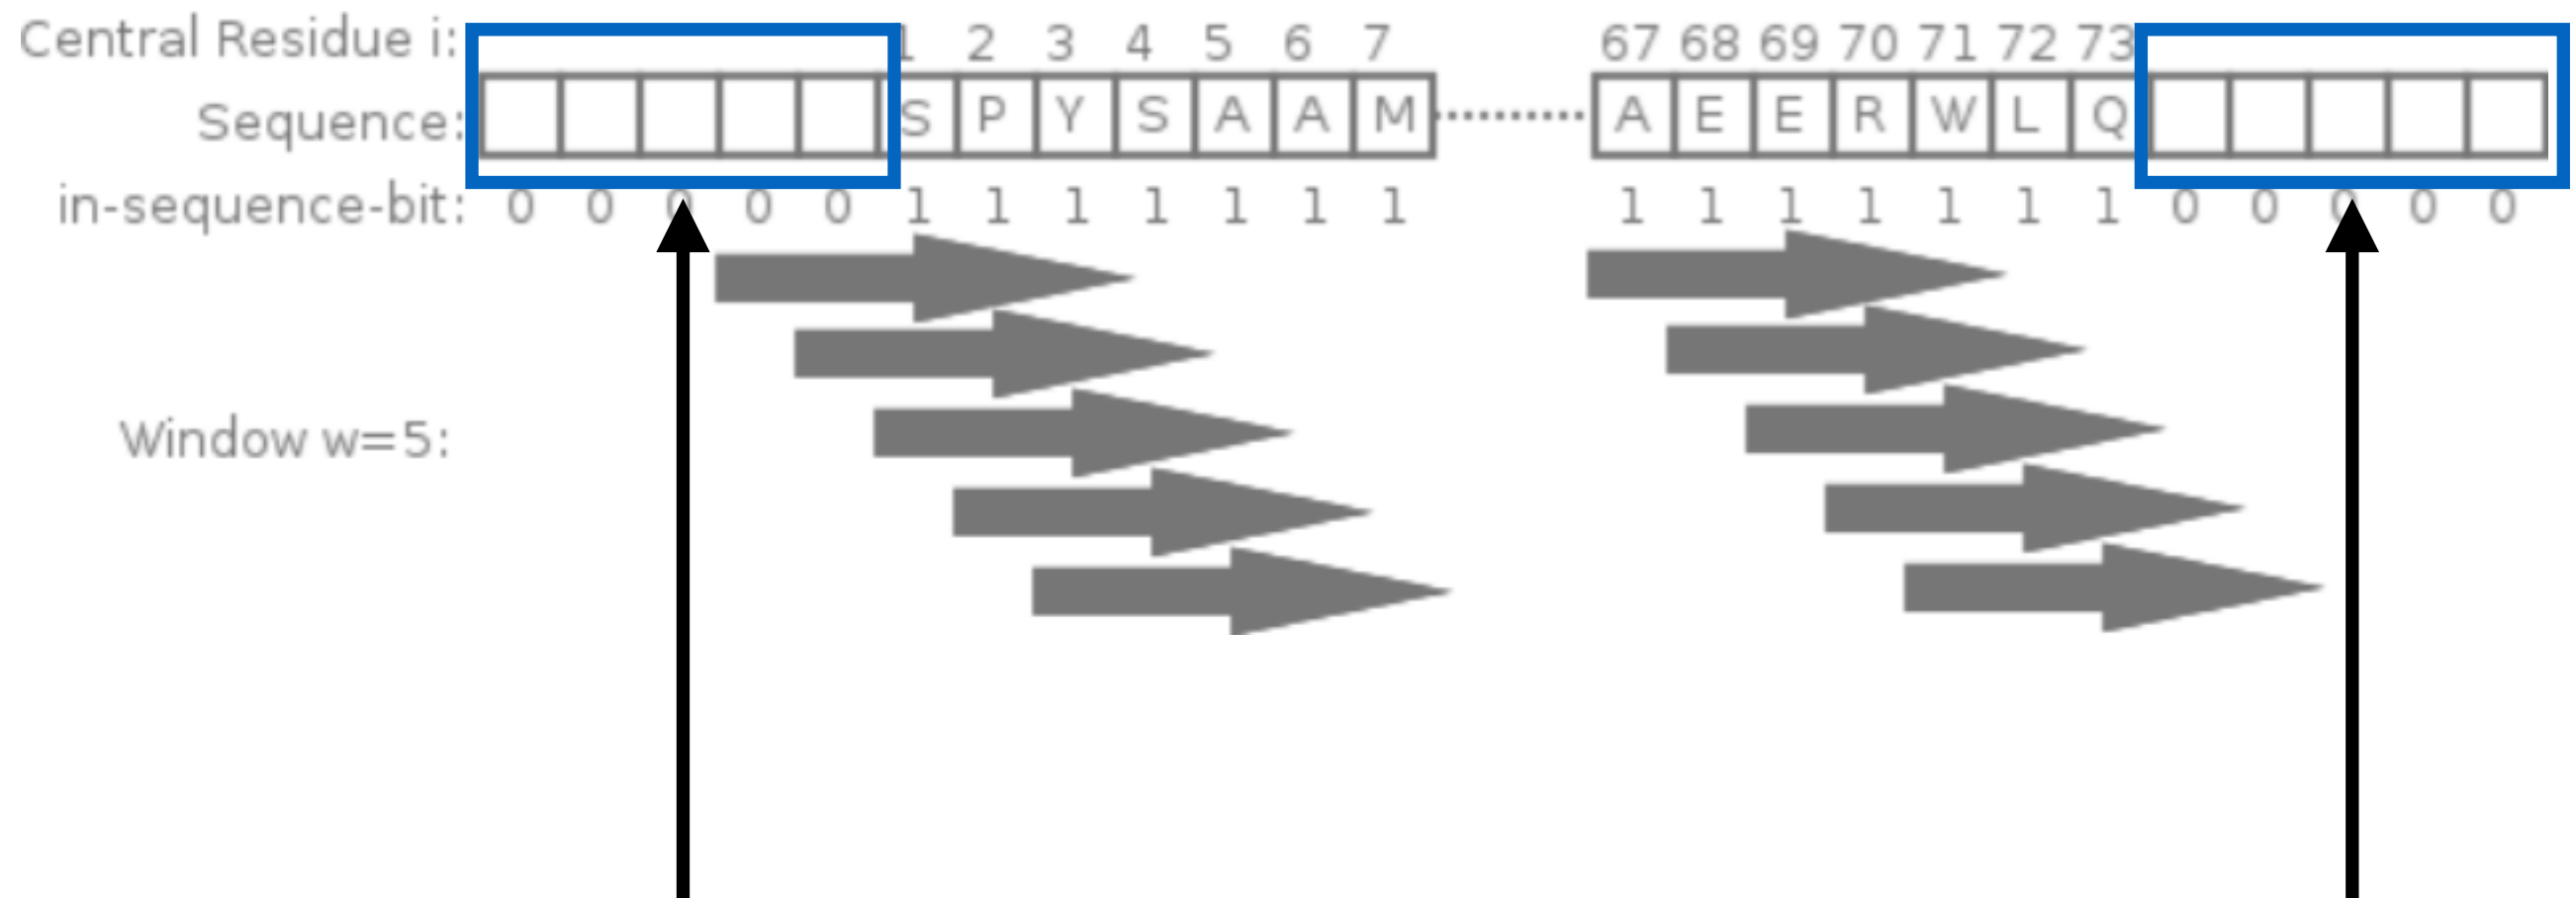 Central Residue i: 1 2 3 4 5 6 7 67 68 69 70 71 72 73
Sequence: S P Y S A A M A E E R W L Q
in-sequence-bit: 0 0 0 0 0 1 1 1 1 1 1 1 1 1 1 1 1 1 1 0 0 0 0 0
Window w=5: